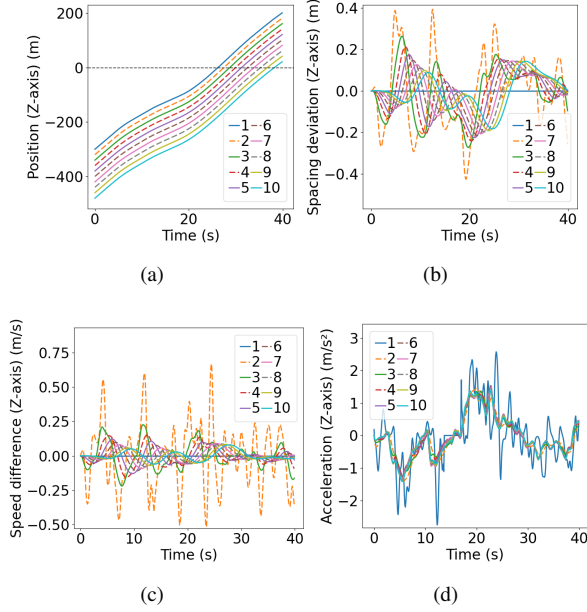 Position (Z-axis) (m)
200
0
−200
−400
1 6
2 7
3 8
4 9
5 10
0 20 40
Time (s)
(a)
Spacing deviation (Z-axis) (m)
0.4
0.2
0.0
−0.2
−0.4
1 6
2 7
3 8
4 9
5 10
0 20 40
Time (s)
(b)
Speed difference (Z-axis) (m/s)
0.75
0.50
0.25
0.00
−0.25
−0.50
1 6
2 7
3 8
4 9
5 10
0 10 20 30 40
Time (s)
(c)
Acceleration (Z-axis) (m/s²)
3
2
1
0
−1
−2
1 6
2 7
3 8
4 9
5 10
0 10 20 30 40
Time (s)
(d)